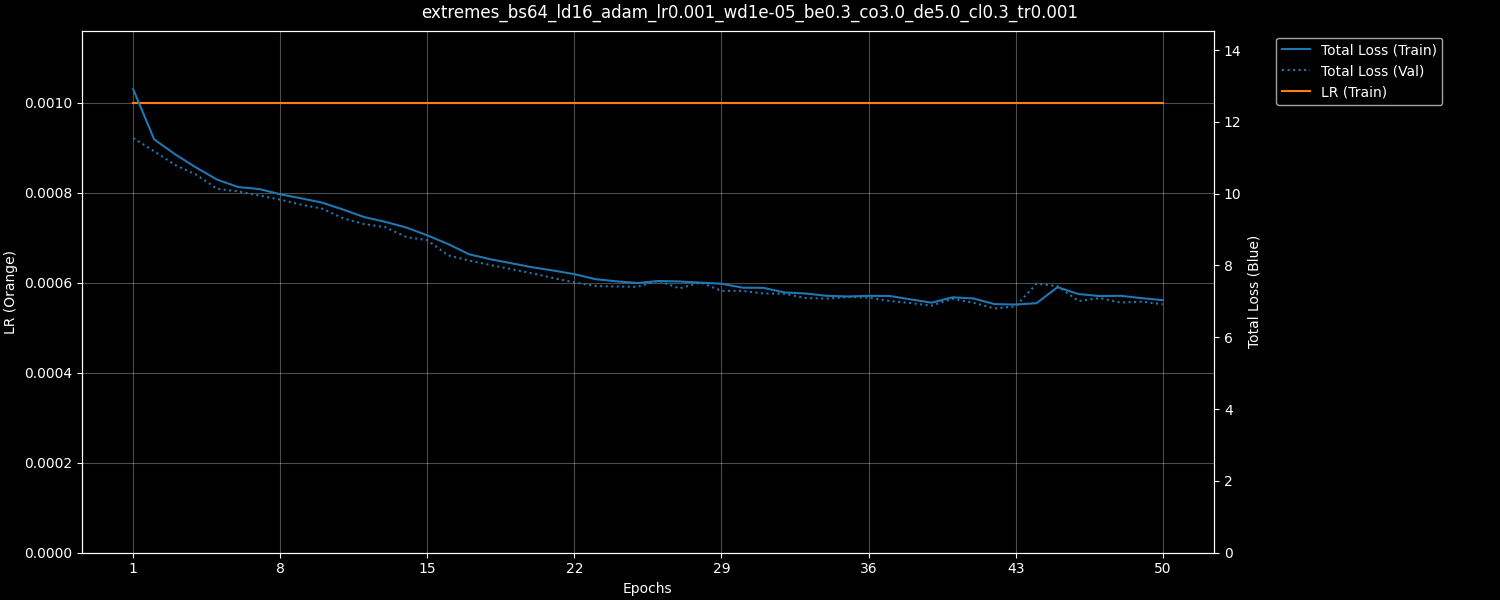 extremes_bs64_ld16_adam_lr0.001_wd1e-05_be0.3_co3.0_de5.0_cl0.3_tr0.001
Total Loss (Train)
Total Loss (Val)
LR (Train)
LR (Orange)
0.0010
0.0008
0.0006
0.0004
0.0002
0.0000
14
12
10
8
6
4
2
0
Total Loss (Blue)
1 8 15 22 29 36 43 50
Epochs